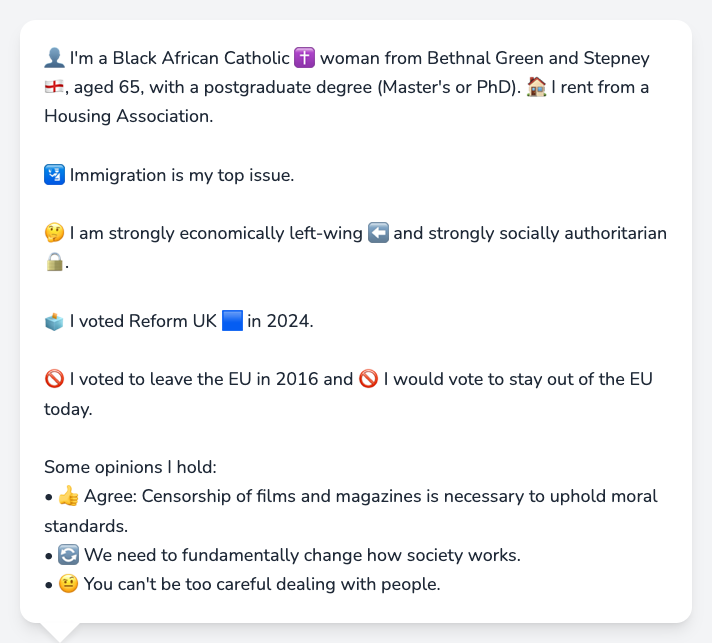 👤 I'm a Black African Catholic ✝️ woman from Bethnal Green and Stepney
🏴󠁧󠁢󠁥󠁮󠁧󠁿, aged 65, with a postgraduate degree (Master's or PhD). 🏠 I rent from a
Housing Association.
🛂 Immigration is my top issue.
🤔 I am strongly economically left-wing ⬅️ and strongly socially authoritarian
🔒.
🗳️ I voted Reform UK 🟦 in 2024.
🚫 I voted to leave the EU in 2016 and 🚫 I would vote to stay out of the EU
today.
Some opinions I hold:
• 👍 Agree: Censorship of films and magazines is necessary to uphold moral
standards.
• 🔄 We need to fundamentally change how society works.
• 🤨 You can't be too careful dealing with people.